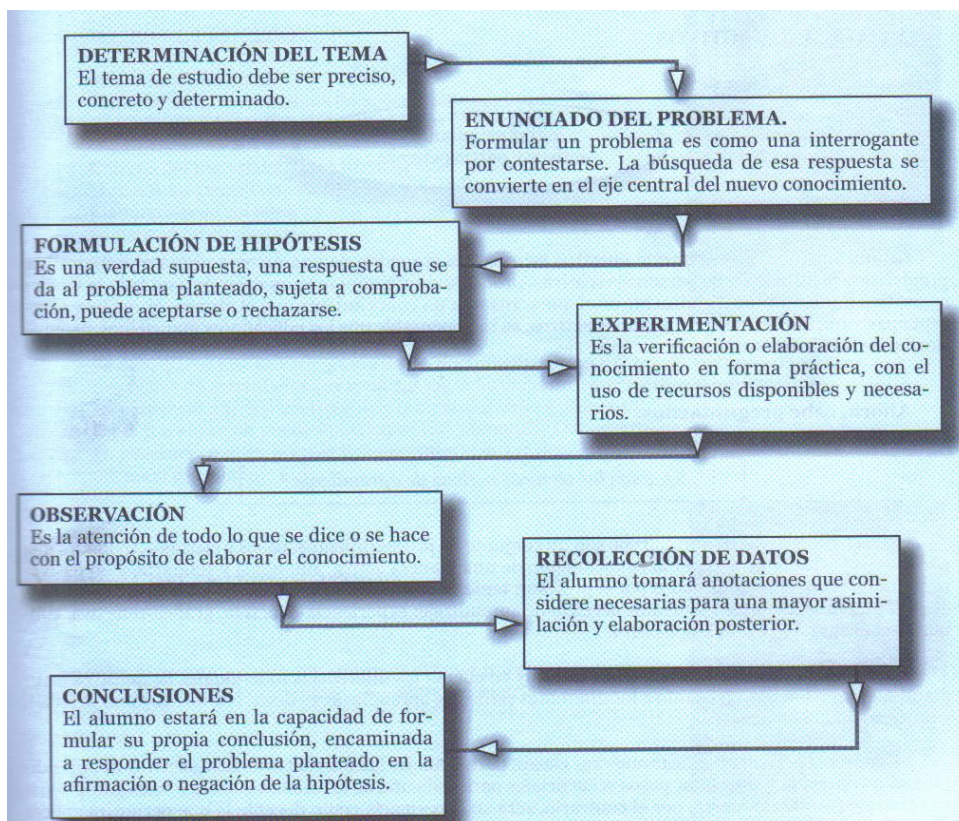 DETERMINACIÓN DEL TEMA
El tema de estudio debe ser preciso,
concreto y determinado.
ENUNCIADO DEL PROBLEMA.
Formular un problema es como una interrogante
por contestarse. La búsqueda de esa respuesta se
convierte en el eje central del nuevo conocimiento.
FORMULACIÓN DE HIPÓTESIS
Es una verdad supuesta, una respuesta que se
da al problema planteado, sujeta a comproba-
ción, puede aceptarse o rechazarse.
EXPERIMENTACIÓN
Es la verificación o elaboración del co-
nocimiento en forma práctica, con el
uso de recursos disponibles y necesa-
rios.
OBSERVACIÓN
Es la atención de todo lo que se dice o se hace
con el propósito de elaborar el conocimiento.
RECOLECCIÓN DE DATOS
El alumno tomará anotaciones que con-
sidere necesarias para una mayor asimi-
lación y elaboración posterior.
CONCLUSIONES
El alumno estará en la capacidad de for-
mular su propia conclusión, encaminada
a responder el problema planteado en la
afirmación o negación de la hipótesis.